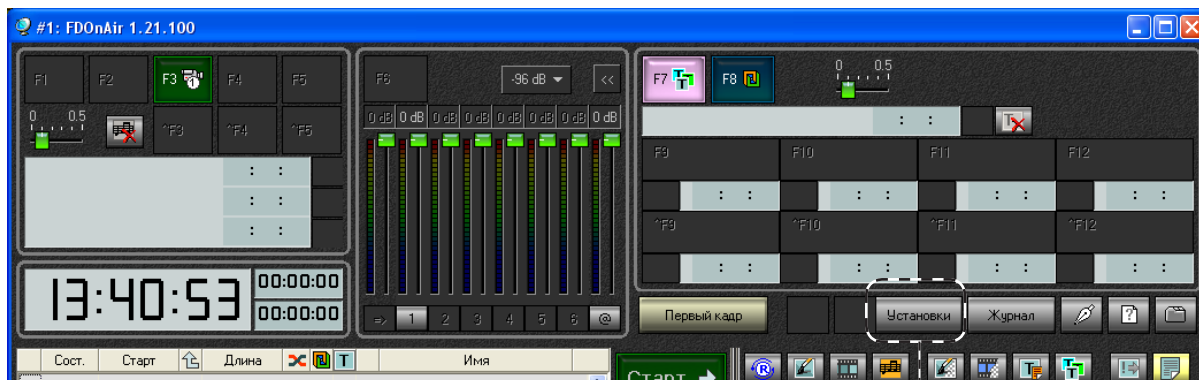 #1: FDOnAir 1.21.100
F1 F2 F3 1 F4 F5
0 0.5
^F3 ^F4 ^F5
: :
: :
: :
13:40:53
00:00:00
00:00:00
F6 -96 dB <<
0 dB 0 dB 0 dB 0 dB 0 dB 0 dB 0 dB 0 dB
=> 1 2 3 4 5 6 @
F7 F8
0 0.5
: :
F9 F10 F11 F12
: : : : : : : :
^F9 ^F10 ^F11 ^F12
: : : : : : : :
Первый кадр Установки Журнал
Сост. Старт Длина T Имя
Старт